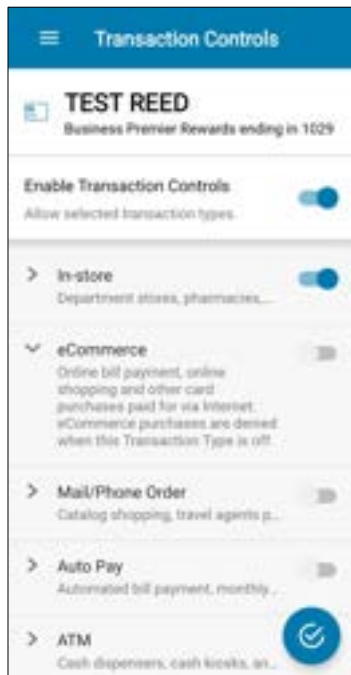 Transaction Controls
TEST REED
Business Premier Rewards ending in 1029
Enable Transaction Controls
Allow selected transaction types.
In-store
Department stores, pharmacies,...
eCommerce
Online bill payment, online
shopping and other card
purchases paid for via Internet.
eCommerce purchases are denied
when this Transaction Type is off.
Mail/Phone Order
Catalog shopping, travel agents p...
Auto Pay
Automated bill payment, monthly...
ATM
Cash dispensers, cash kiosks, an...